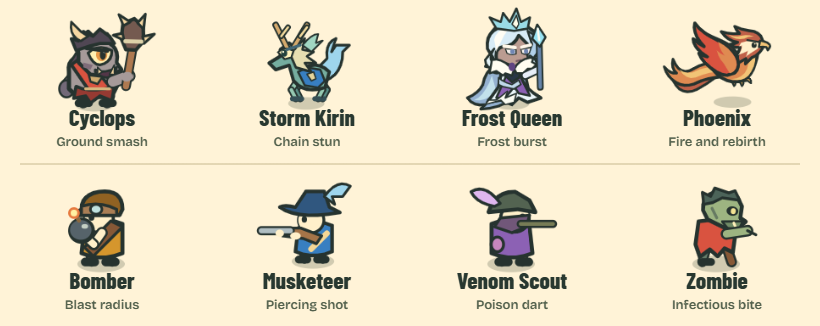 Cyclops
Ground smash
Storm Kirin
Chain stun
Frost Queen
Frost burst
Phoenix
Fire and rebirth
Bomber
Blast radius
Musketeer
Piercing shot
Venom Scout
Poison dart
Zombie
Infectious bite